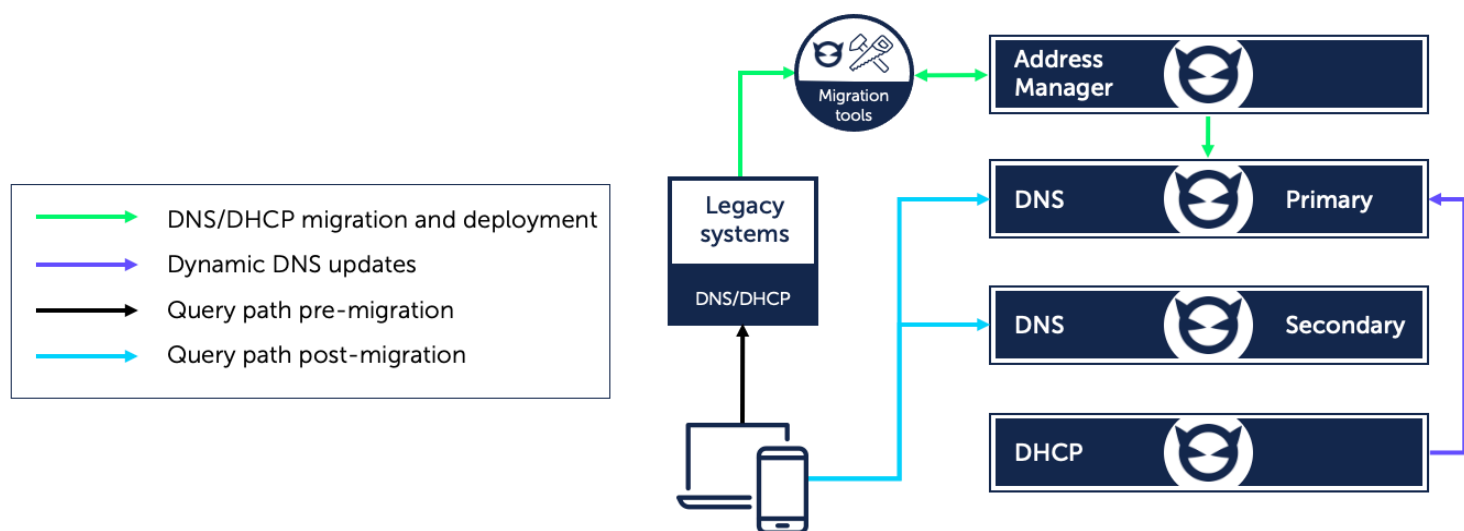 Migration
tools
Address
Manager
Legacy
systems
DNS/DHCP
DNS Primary
DNS Secondary
DHCP
DNS/DHCP migration and deployment
Dynamic DNS updates
Query path pre-migration
Query path post-migration